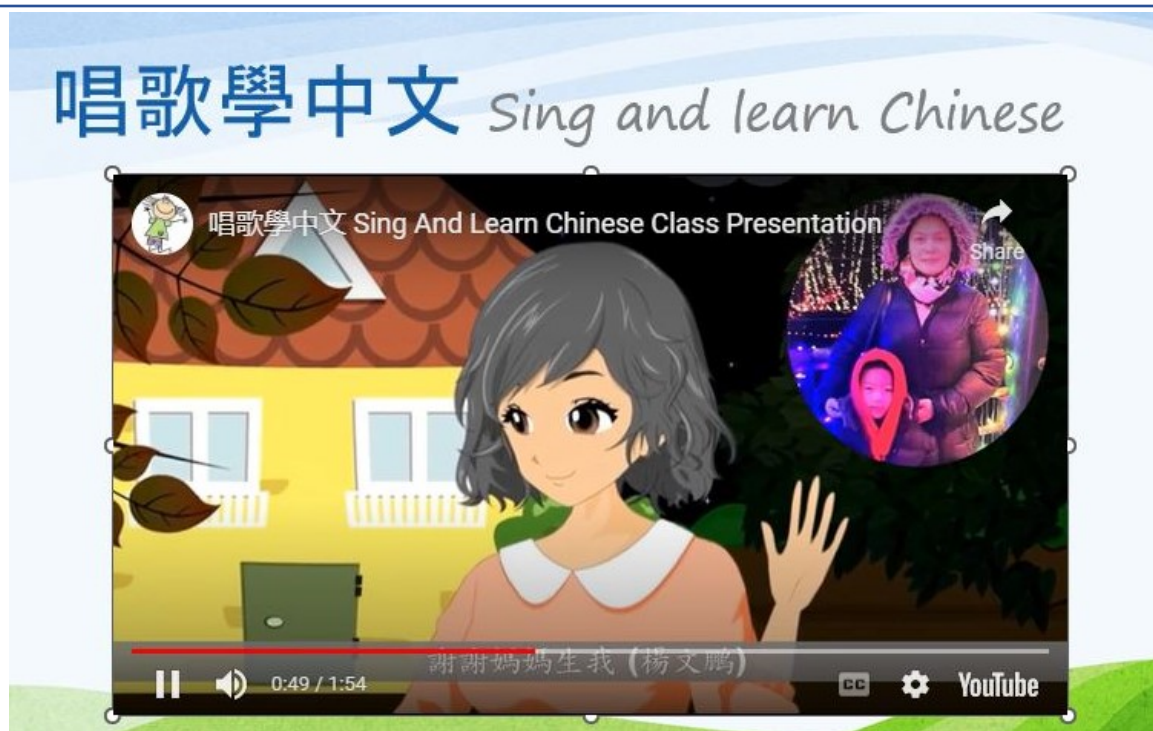 唱歌學中文 Sing and learn Chinese
唱歌學中文 Sing And Learn Chinese Class Presentation
Share
謝謝媽媽生我 (楊文鵬)
0:49 / 1:54
CC
YouTube